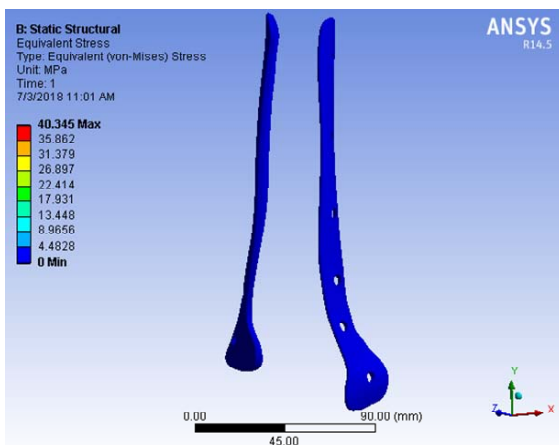 B: Static Structural
Equivalent Stress
Type: Equivalent (von-Mises) Stress
Unit: MPa
Time: 1
7/3/2018 11:01 AM
40.345 Max
35.862
31.379
26.897
22.414
17.931
13.448
8.9656
4.4828
0 Min
ANSYS
R14.5
0.00
90.00 (mm)
45.00
Y
Z
X